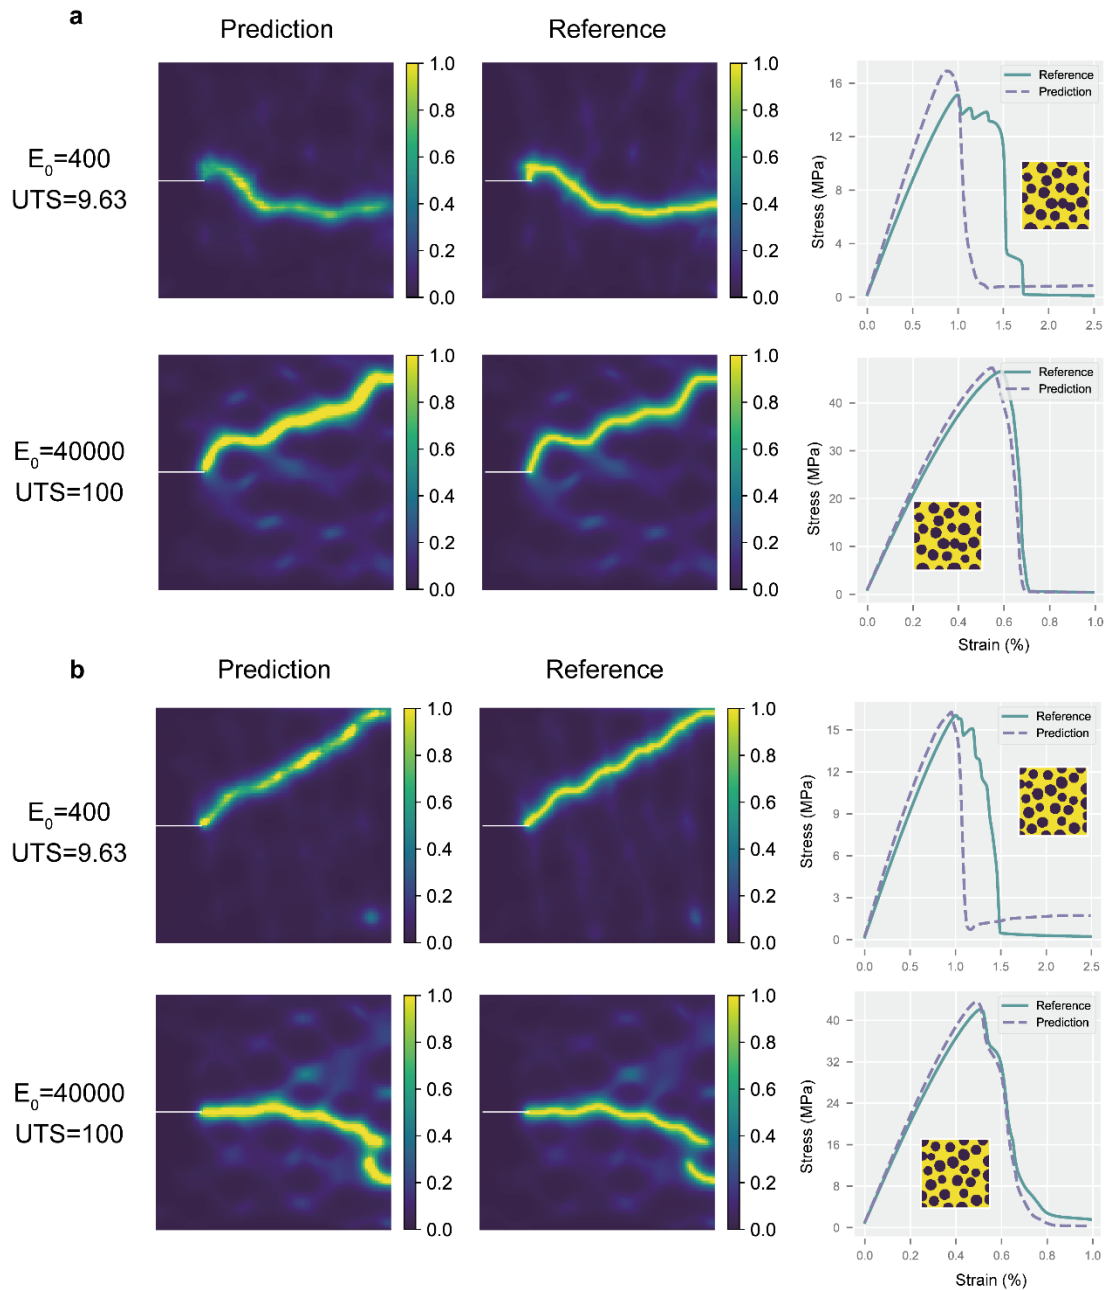 a
Prediction
Reference
E0=400
UTS=9.63
1.0
0.8
0.6
0.4
0.2
0.0
1.0
0.8
0.6
0.4
0.2
0.0
Reference
Prediction
Stress (MPa)
16
12
8
4
0
0.0 0.5 1.0 1.5 2.0 2.5
E0=40000
UTS=100
1.0
0.8
0.6
0.4
0.2
0.0
1.0
0.8
0.6
0.4
0.2
0.0
Reference
Prediction
Stress (MPa)
40
30
20
10
0
0.0 0.2 0.4 0.6 0.8 1.0
Strain (%)
b
Prediction
Reference
E0=400
UTS=9.63
1.0
0.8
0.6
0.4
0.2
0.0
1.0
0.8
0.6
0.4
0.2
0.0
Reference
Prediction
Stress (MPa)
15
12
9
6
3
0
0.0 0.5 1.0 1.5 2.0 2.5
E0=40000
UTS=100
1.0
0.8
0.6
0.4
0.2
0.0
1.0
0.8
0.6
0.4
0.2
0.0
Reference
Prediction
Stress (MPa)
40
32
24
16
8
0
0.0 0.2 0.4 0.6 0.8 1.0
Strain (%)